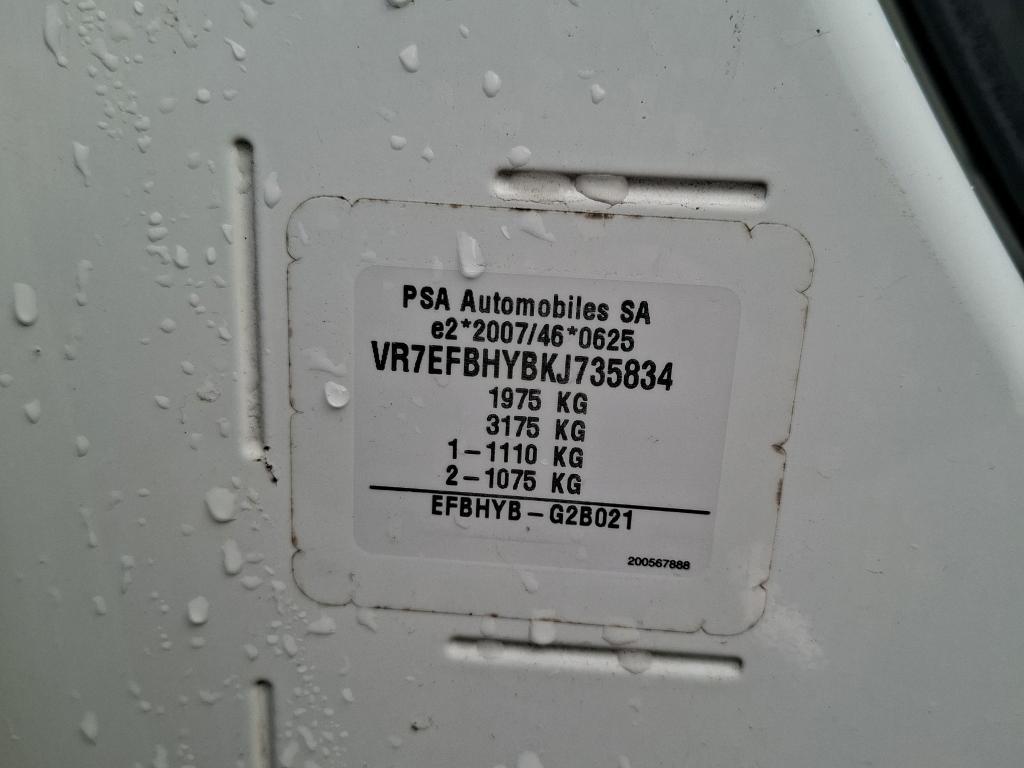 PSA Automobiles SA
e2*2007/46*0625
VR7EFBHYBKJ735834
1975 KG
3175 KG
1-1110 KG
2-1075 KG
EFBHYB-G2B021
200567888